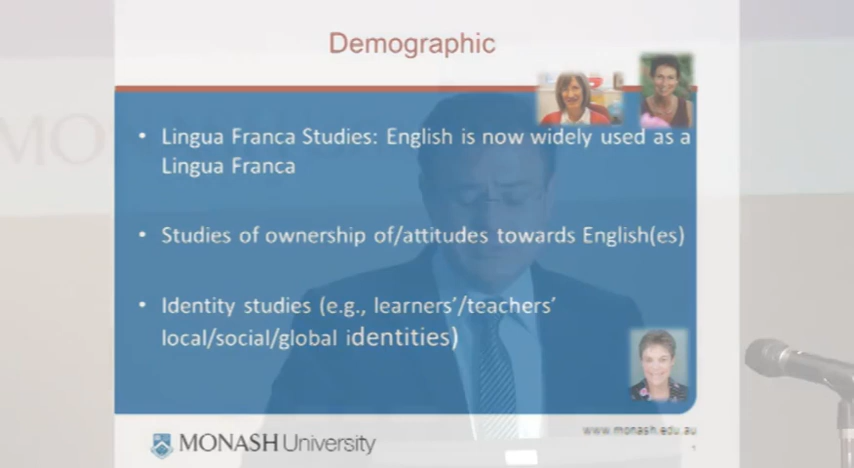 Demographic
• Lingua Franca Studies: English is now widely used as a
Lingua Franca
• Studies of ownership of/attitudes towards English(es)
• Identity studies (e.g., learners'/teachers'
local/social/global identities)
MONASH University
www.monash.edu.au
1